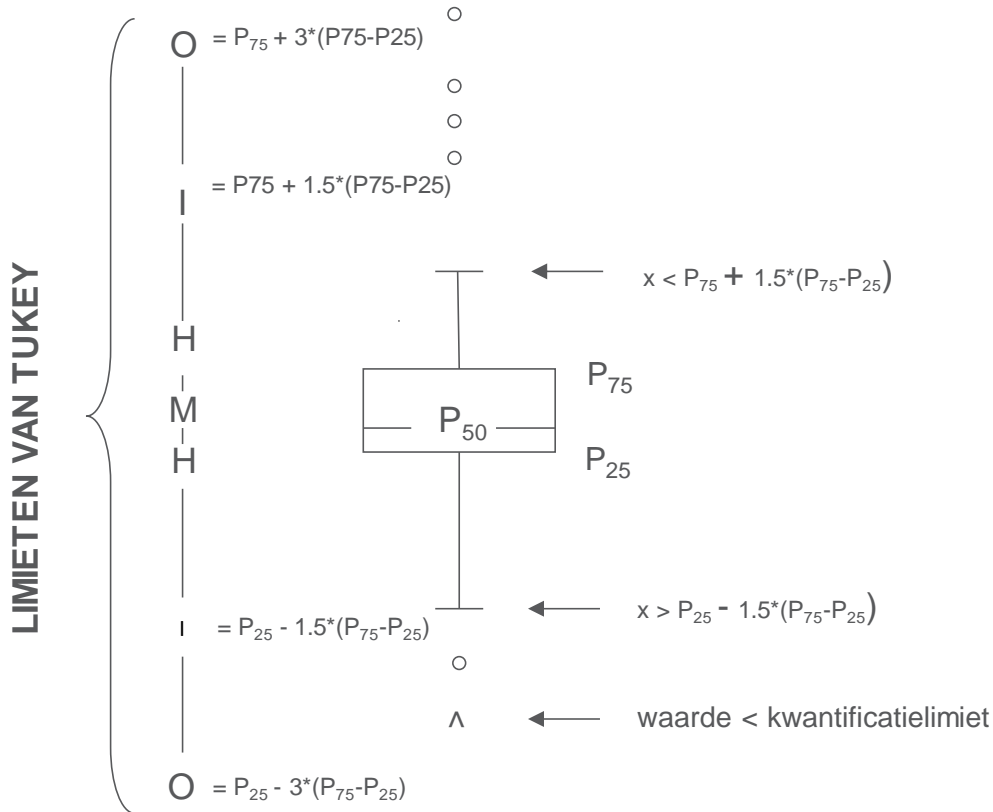 LIMIETEN VAN TUKEY
O = P₇₅ + 3*(P75-P25)
I = P75 + 1.5*(P75-P25)
x < P₇₅ + 1.5*(P₇₅-P₂₅)
H
P₇₅
M
P₅₀
H
P₂₅
x > P₂₅ - 1.5*(P₇₅-P₂₅)
I = P₂₅ - 1.5*(P₇₅-P₂₅)
^ waarde < kwantificatielimiet
O = P₂₅ - 3*(P₇₅-P₂₅)